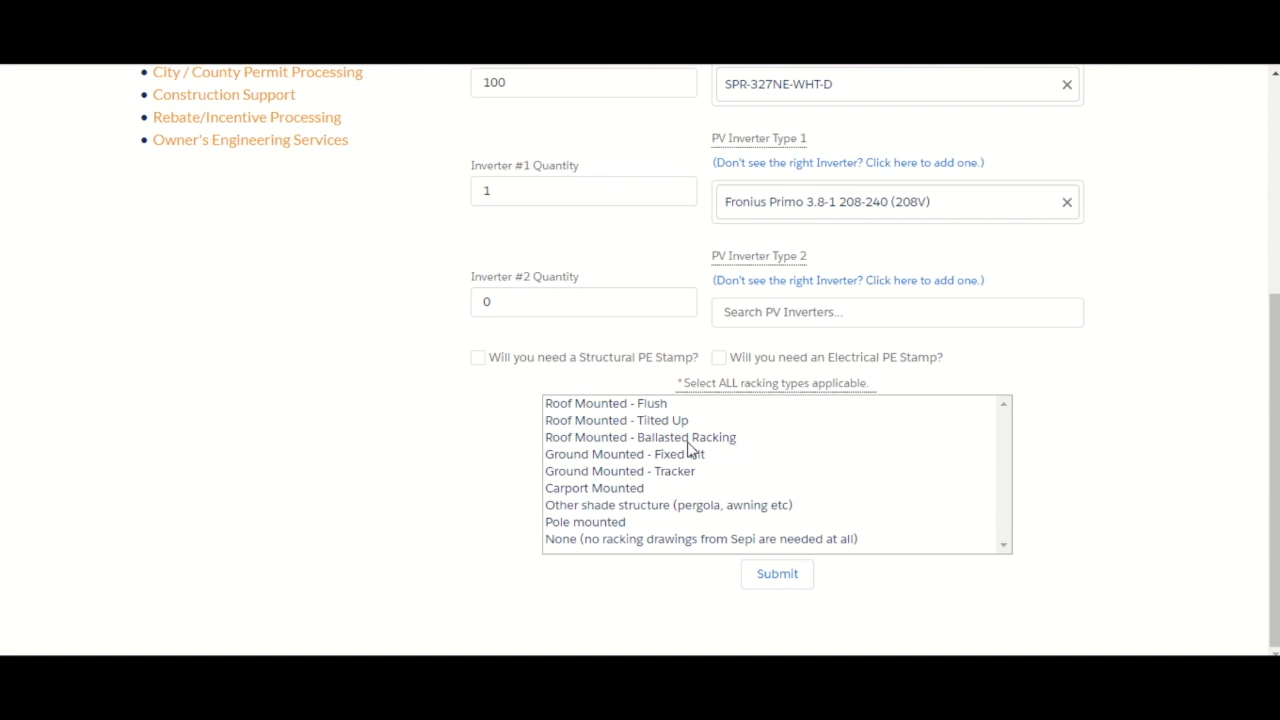 City / County Permit Processing
Construction Support
Rebate/Incentive Processing
Owner's Engineering Services
100
SPR-327NE-WHT-D
PV Inverter Type 1
(Don't see the right Inverter? Click here to add one.)
Inverter #1 Quantity
1
Fronius Primo 3.8-1 208-240 (208V)
PV Inverter Type 2
Inverter #2 Quantity
(Don't see the right Inverter? Click here to add one.)
0
Search PV Inverters...
Will you need a Structural PE Stamp?
Will you need an Electrical PE Stamp?
*Select ALL racking types applicable.
Roof Mounted - Flush
Roof Mounted - Tilted Up
Roof Mounted - Ballasted Racking
Ground Mounted - Fixed
Ground Mounted - Tracker
Carport Mounted
Other shade structure (pergola, awning etc)
Pole mounted
None (no racking drawings from Sepi are needed at all)
Submit